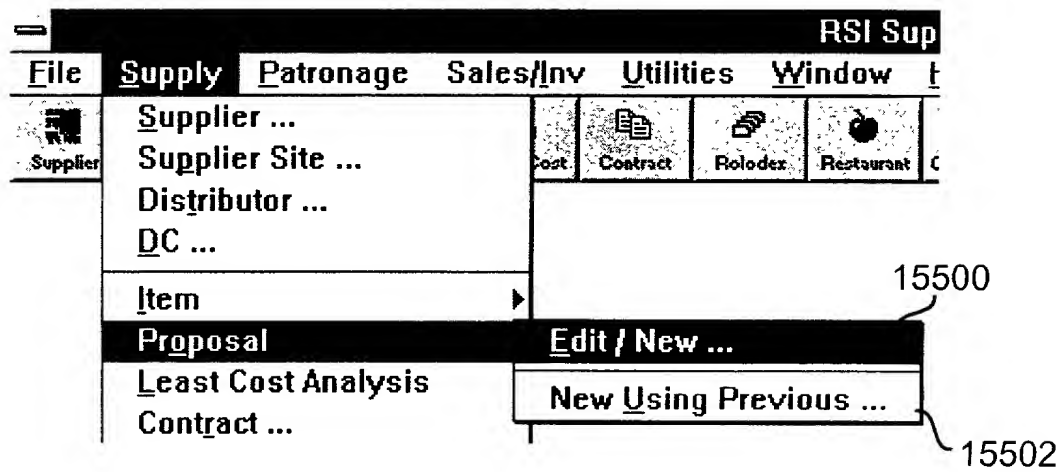 RSI Sup
File Supply Patronage Sales/Inv Utilities Window H
Supplier Cost Contract Rolodex Restaurant
Supplier ...
Supplier Site ...
Distributor ...
DC ...
Item
Proposal
Least Cost Analysis
Contract ...
15500
Edit / New ...
New Using Previous ...
15502